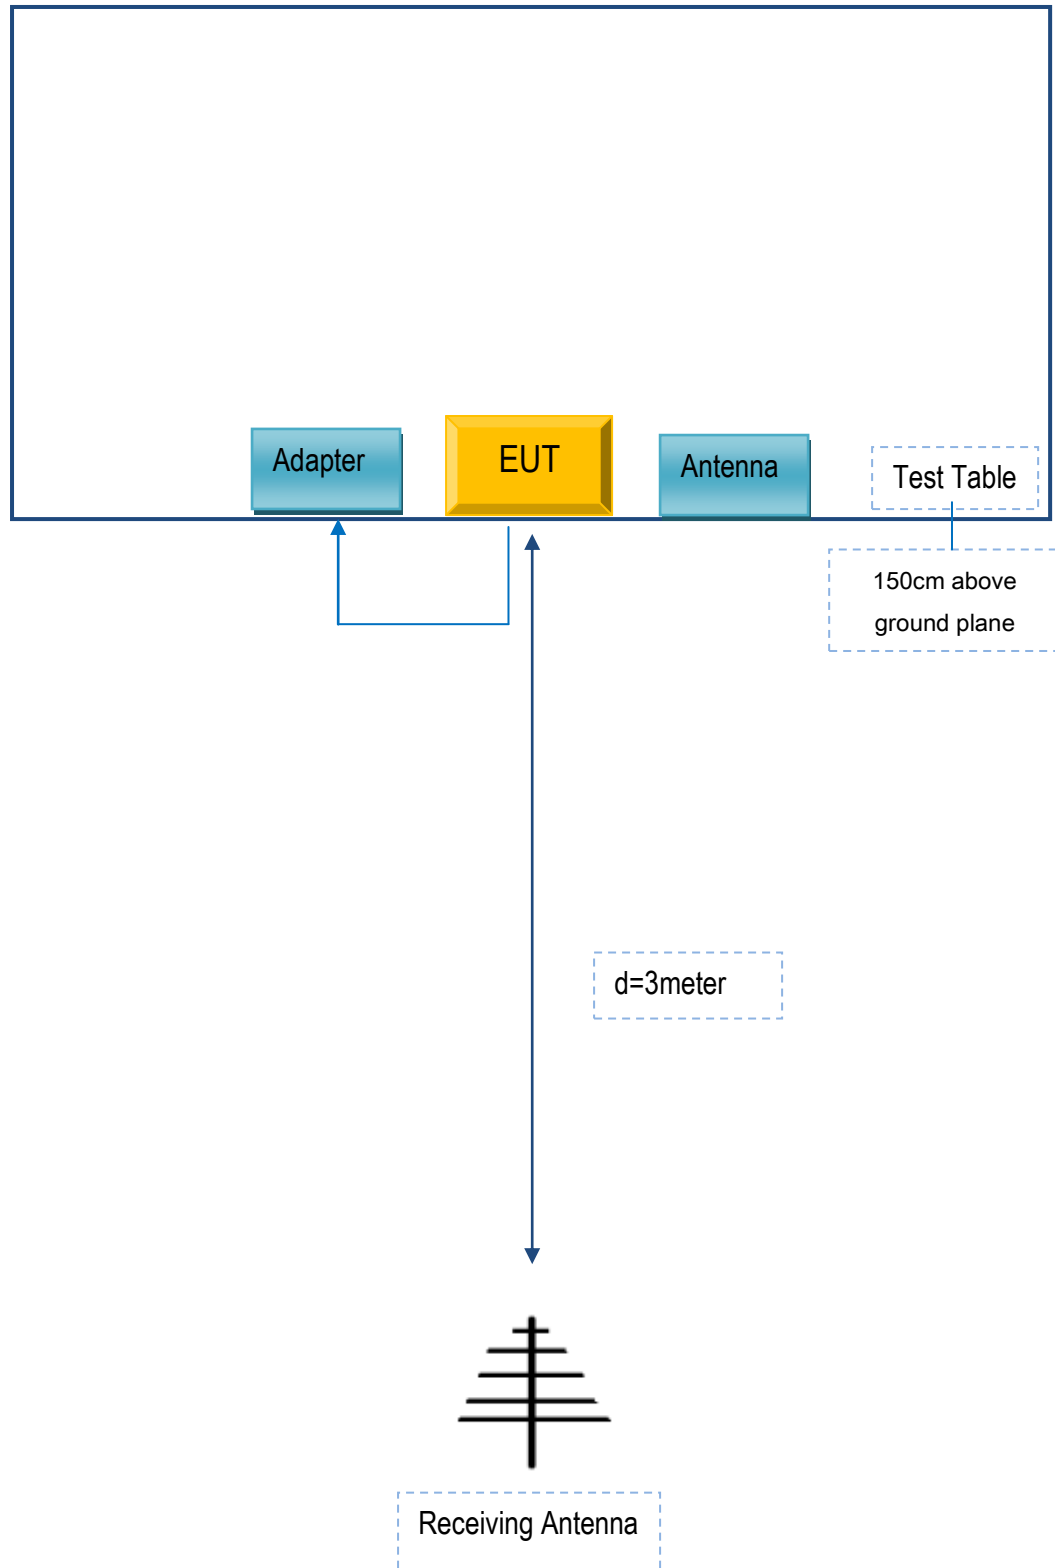 Adapter
EUT
Antenna
Test Table
150cm above
ground plane
d=3meter
Receiving Antenna